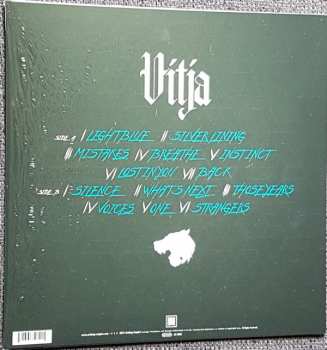 Vitja
SIDE A I LIGHTBLUE II SILVER LINING
III MISTAKES IV BREATHE V INSTINCT
VI LOST IN YOU VII BACK
SIDE B I SILENCE II WHAT'S NEXT III THOSE YEARS
IV VOICES V ONE VI STRANGERS